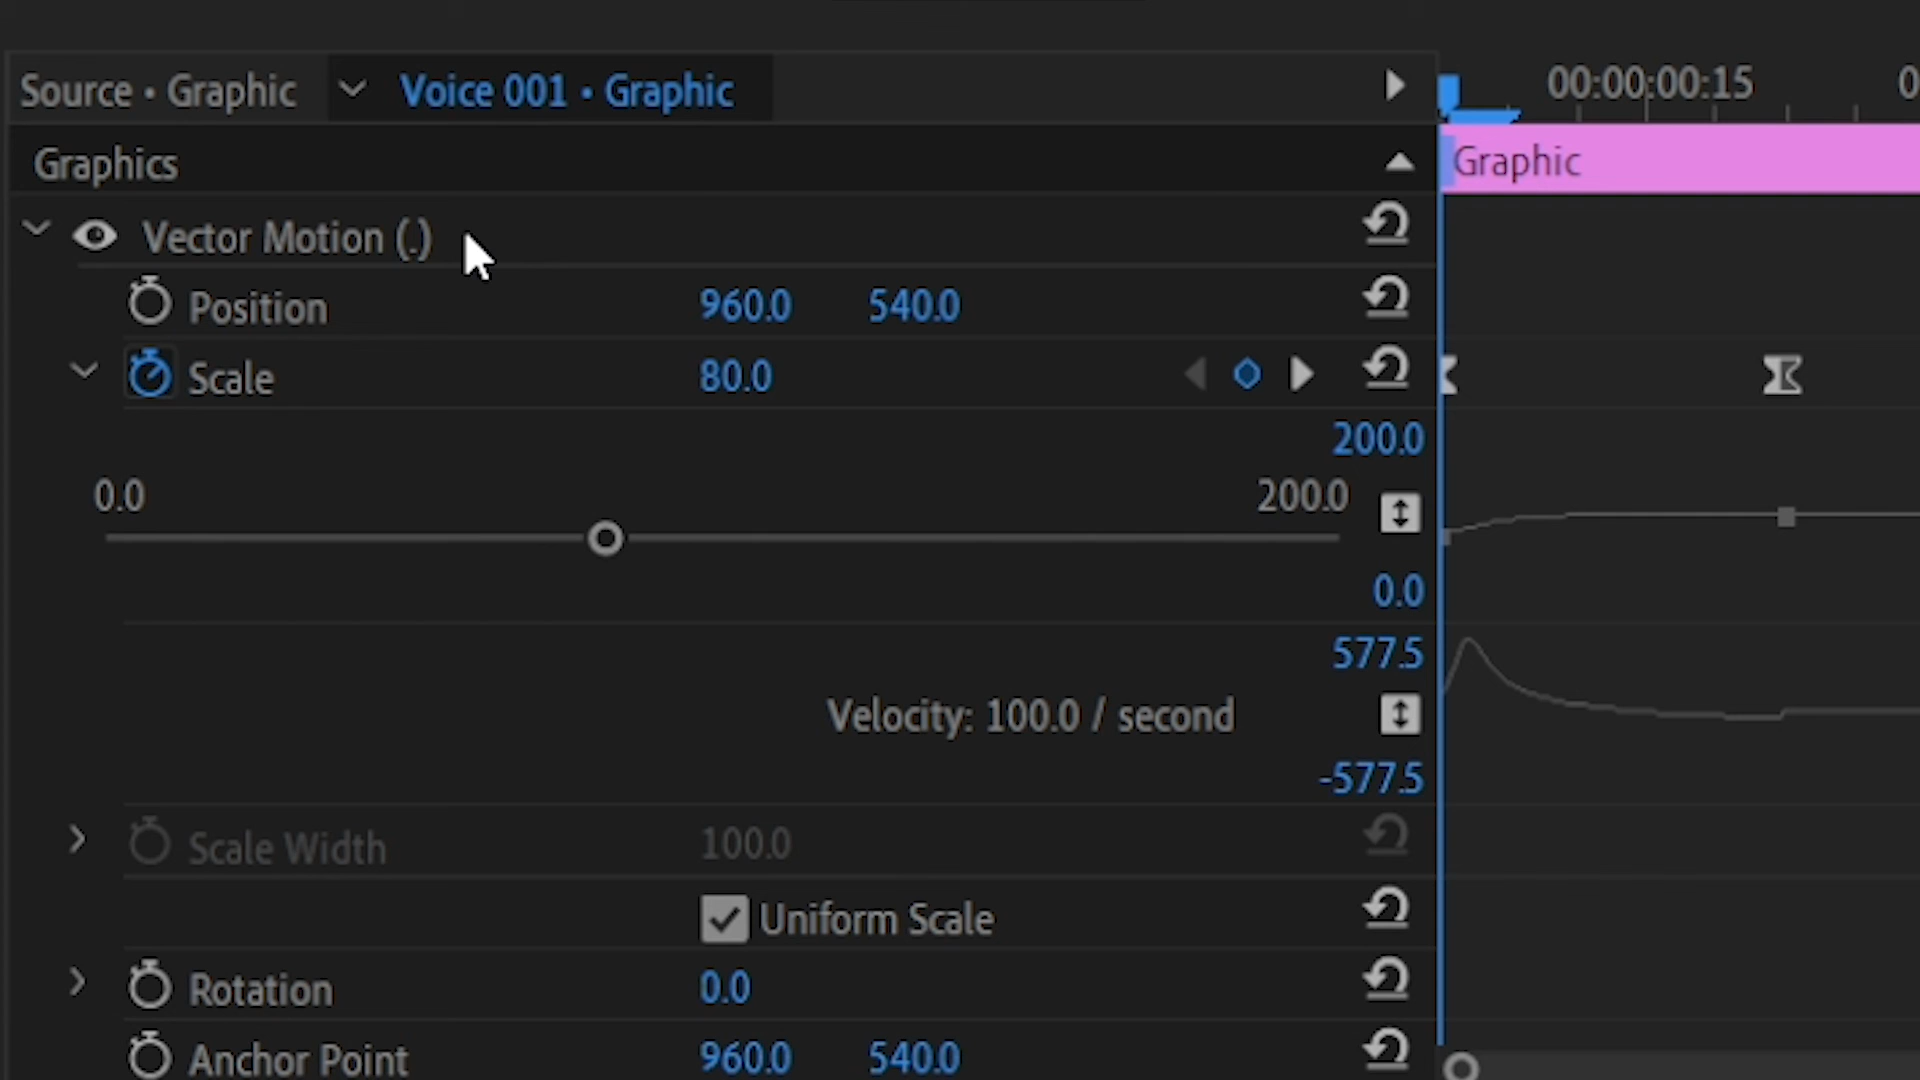 Source • Graphic
Voice 001 • Graphic
00:00:00:15
0
Graphics
Graphic
Vector Motion (.)
Position 960.0 540.0
Scale 80.0
200.0
0.0 200.0
0.0
577.5
Velocity: 100.0 / second
-577.5
Scale Width 100.0
Uniform Scale
Rotation 0.0
Anchor Point 960.0 540.0